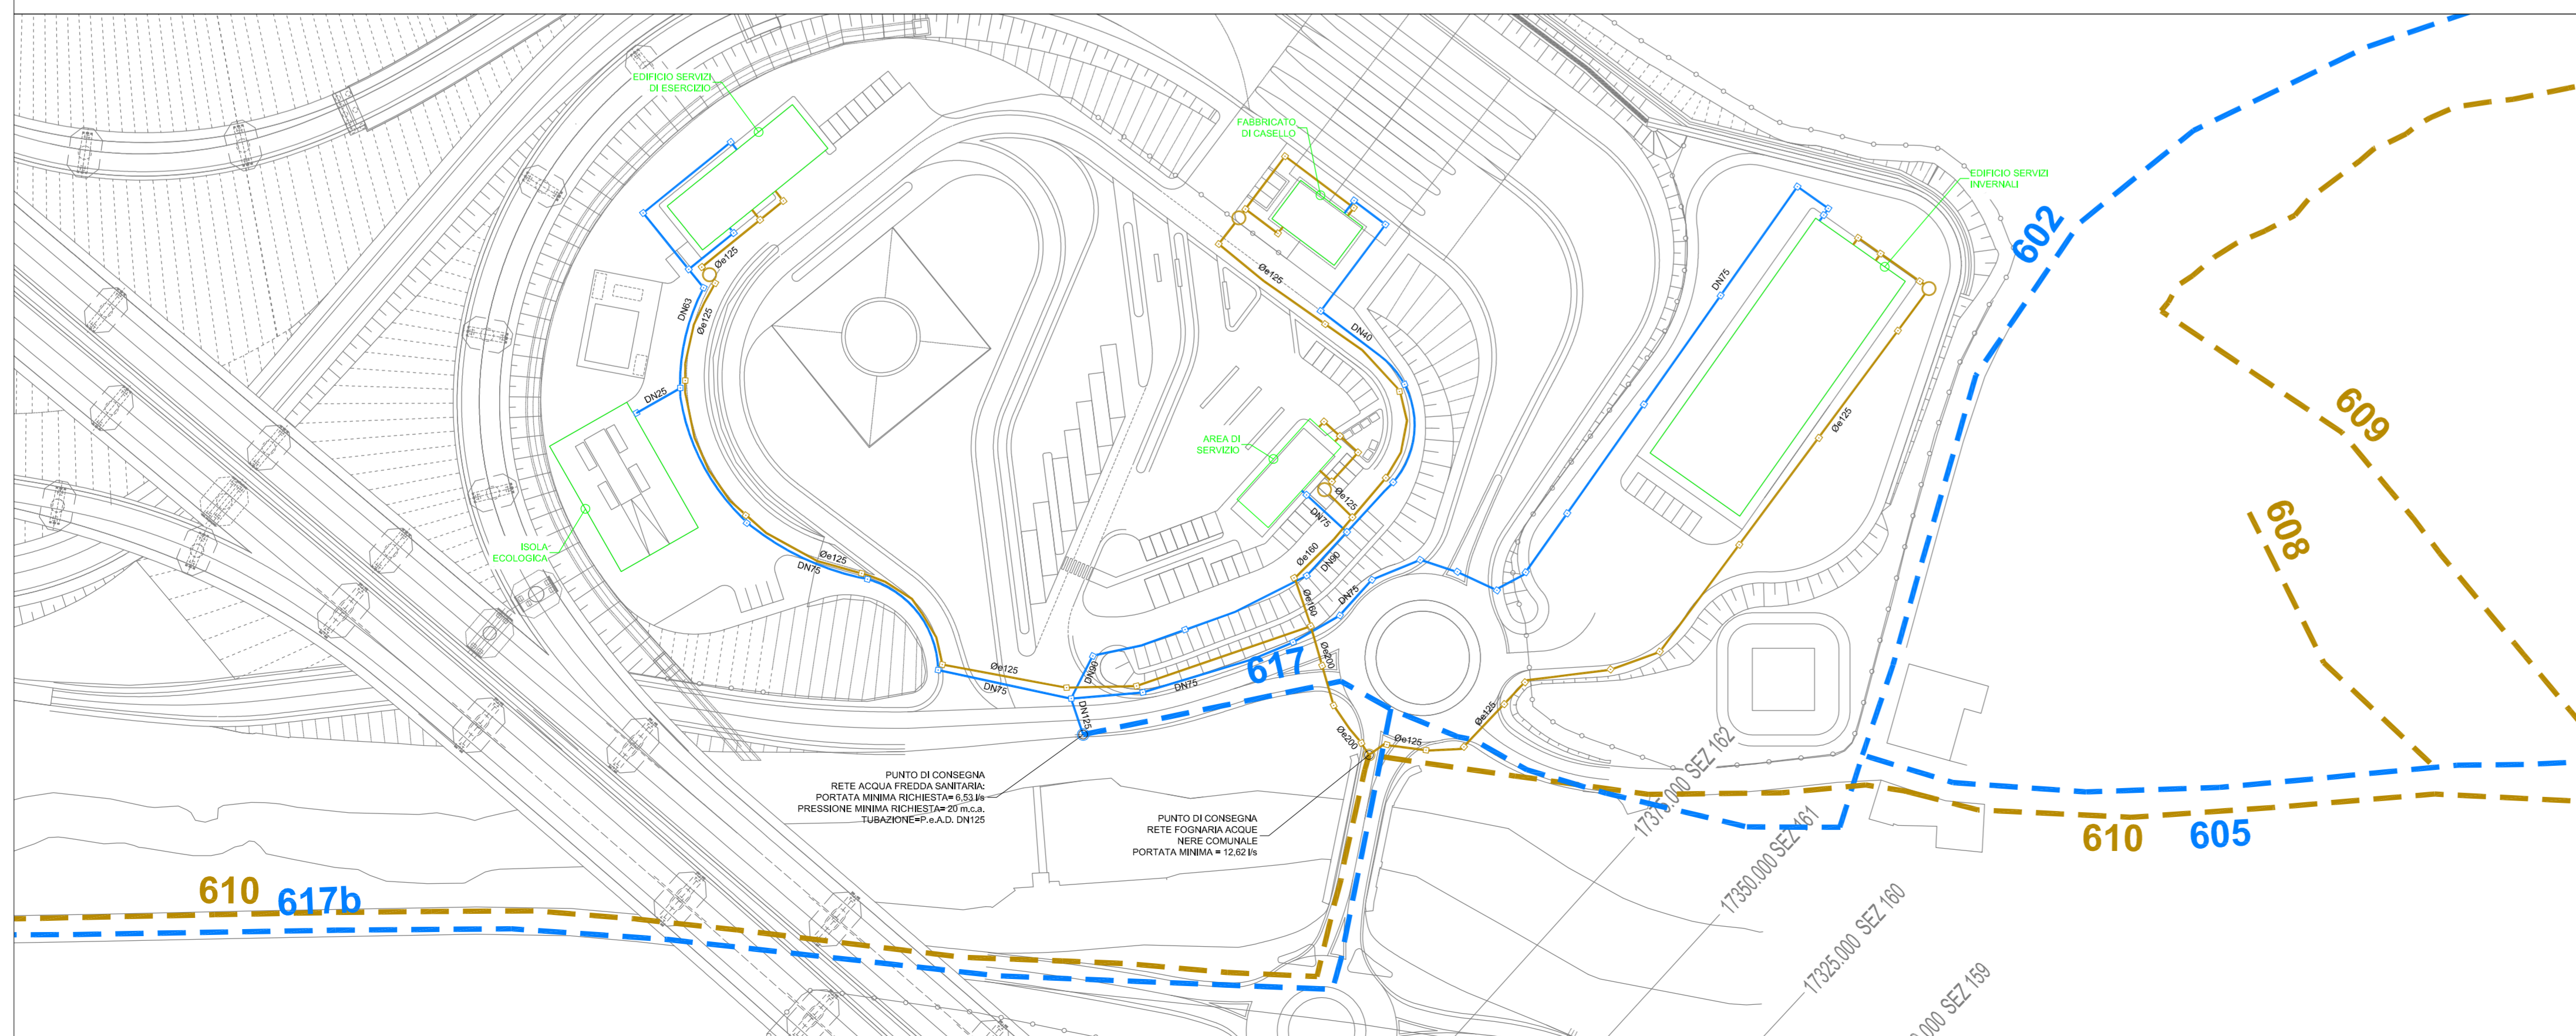 EDIFICIO SERVIZI
DI ESERCIZIO
FABBRICATO
DI CASELLO
EDIFICIO SERVIZI
INVERNALI
602
Øe125
Øe125
DN63
Øe125
DN40
DN75
DN25
609
Øe125
AREA DI
SERVIZIO
Øe125
DN75
608
ISOLA
ECOLOGICA
Øe125
DN75
Øe160
DN90
Øe160
DN75
Øe200
617
Øe125
DN75
DN90
DN75
DN125
Øe125
Øe200
Øe125
PUNTO DI CONSEGNA
RETE ACQUA FREDDA SANITARIA:
PORTATA MINIMA RICHIESTA= 6,53 l/s
PRESSIONE MINIMA RICHIESTA= 20 m.c.a.
TUBAZIONE=P.e.A.D. DN125
PUNTO DI CONSEGNA
RETE FOGNARIA ACQUE
NERE COMUNALE
PORTATA MINIMA = 12,62 l/s
17375.000 SEZ 162
17350.000 SEZ 161
17325.000 SEZ 160
0.000 SEZ 159
610
605
610
617b